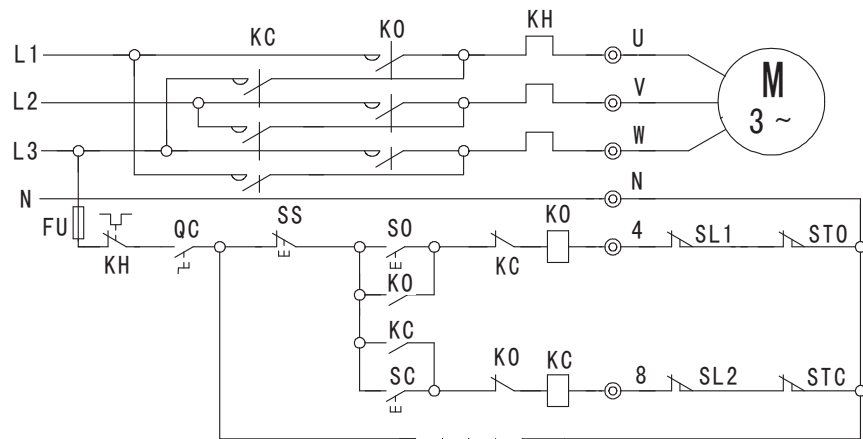 KC KO KH
L1 U
L2 V M
3 ~
L3 W
N N
FU KH QC SS SO KC KO 4 SL1 STO
KO
KC
SC KO KC 8 SL2 STC